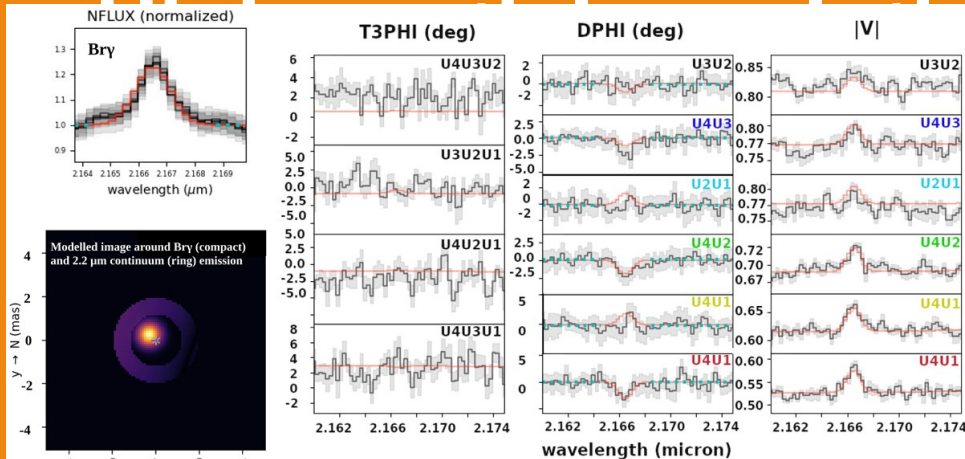 NFLUX (normalized)
Brγ
1.3
1.2
1.1
1.0
0.9
2.164 2.165 2.166 2.167 2.168 2.169
wavelength (μm)
Modelled image around Brγ (compact)
and 2.2 μm continuum (ring) emission
y → N (mas)
4
2
0
-2
-4
T3PHI (deg)
U4U3U2
6
4
2
0
-2
U3U2U1
5.0
2.5
0.0
-2.5
-5.0
U4U2U1
5.0
2.5
0.0
-2.5
-5.0
U4U3U1
8
6
4
2
0
-2
2.162 2.166 2.170 2.174
DPHI (deg)
U3U2
2
0
-2
U4U3
2.5
0.0
-2.5
-5.0
U2U1
2
0
-2
U4U2
2.5
0.0
-2.5
U4U1
5
0
U4U1
5
0
2.162 2.166 2.170 2.174
wavelength (micron)
|V|
U3U2
0.85
0.80
U4U3
0.80
0.77
U2U1
0.80
0.75
U4U2
0.72
0.70
U4U1
0.65
0.60
U4U1
0.60
0.55
0.50
2.162 2.166 2.170 2.174